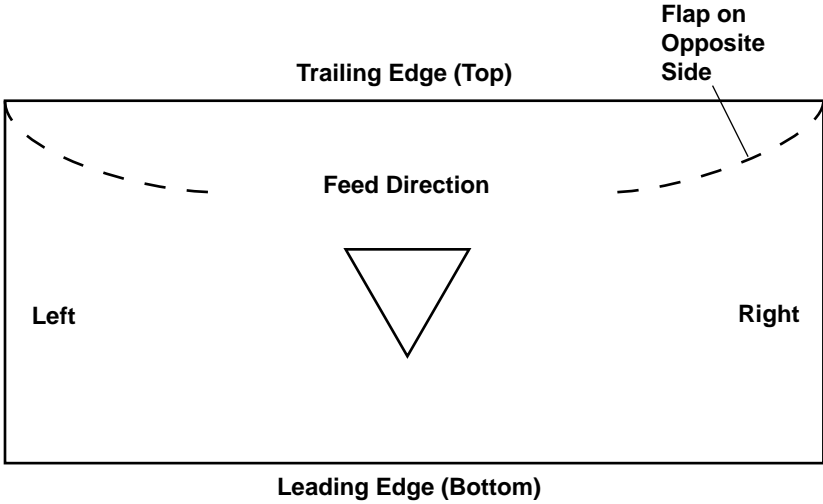 Flap on
Opposite
Side
Trailing Edge (Top)
Feed Direction
Left
Right
Leading Edge (Bottom)